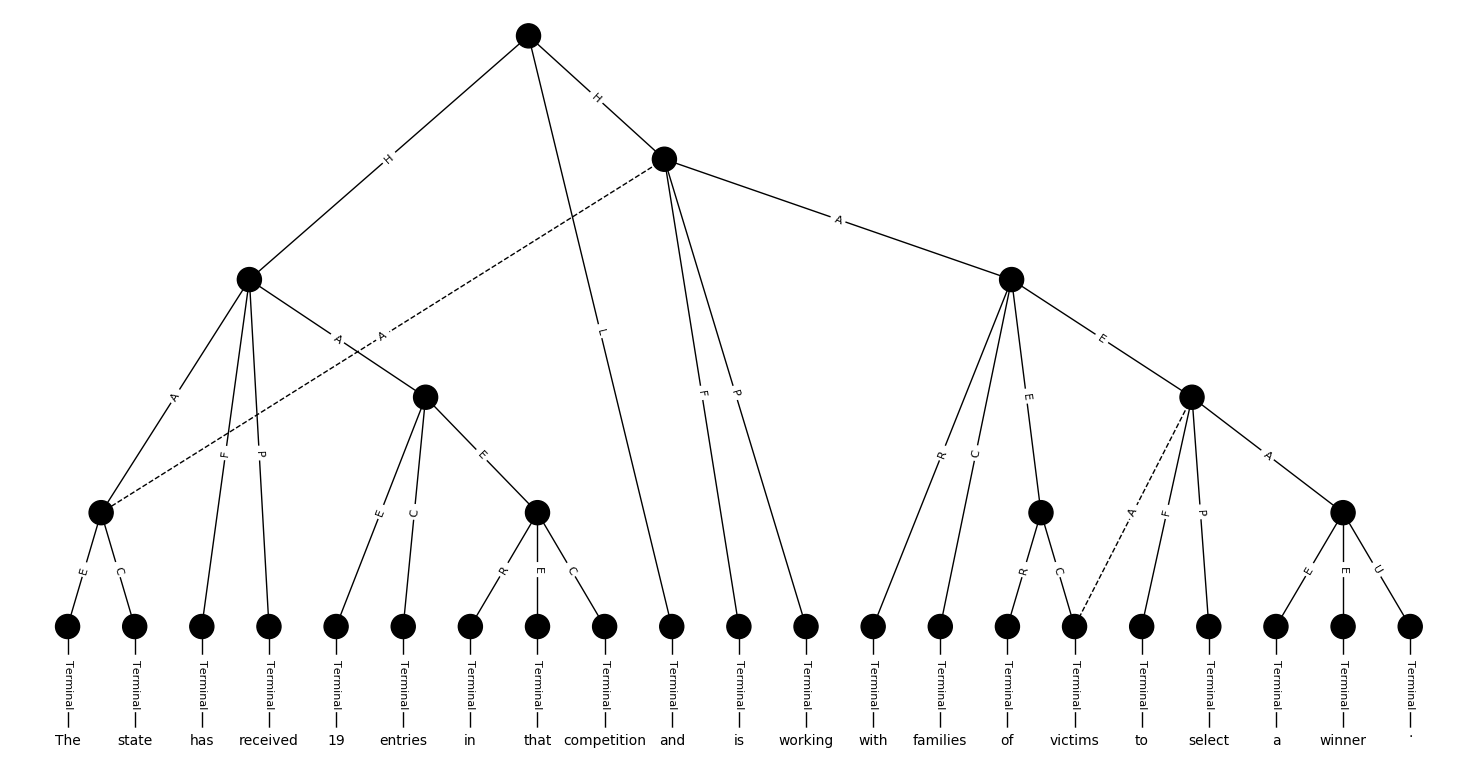 H
H
A
L
A
A
A
E
F
P
A
F
P
E
R
C
E
E
C
A
F
P
A
E
C
R
E
C
R
C
E
E
U
Terminal Terminal Terminal Terminal Terminal Terminal Terminal Terminal Terminal Terminal Terminal Terminal Terminal Terminal Terminal Terminal Terminal Terminal Terminal Terminal Terminal
The state has received 19 entries in that competition and is working with families of victims to select a winner .